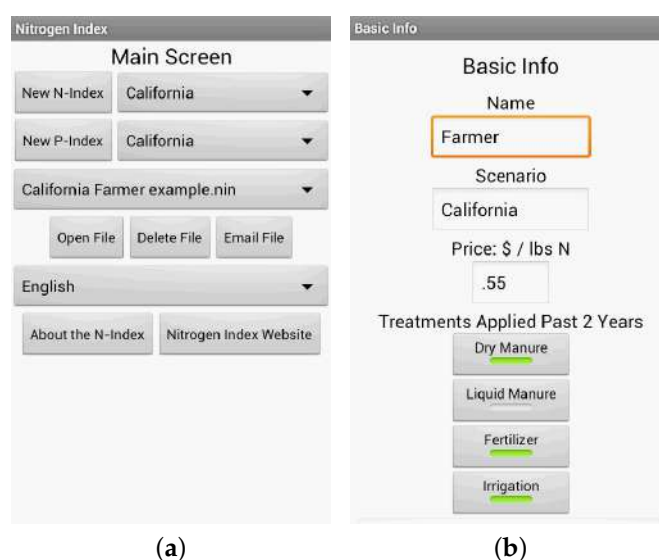 Nitrogen Index
Main Screen
New N-Index California
New P-Index California
California Farmer example.nin
Open File Delete File Email File
English
About the N-Index Nitrogen Index Website
(a)
Basic Info
Basic Info
Name
Farmer
Scenario
California
Price: $ / lbs N
.55
Treatments Applied Past 2 Years
Dry Manure
Liquid Manure
Fertilizer
Irrigation
(b)